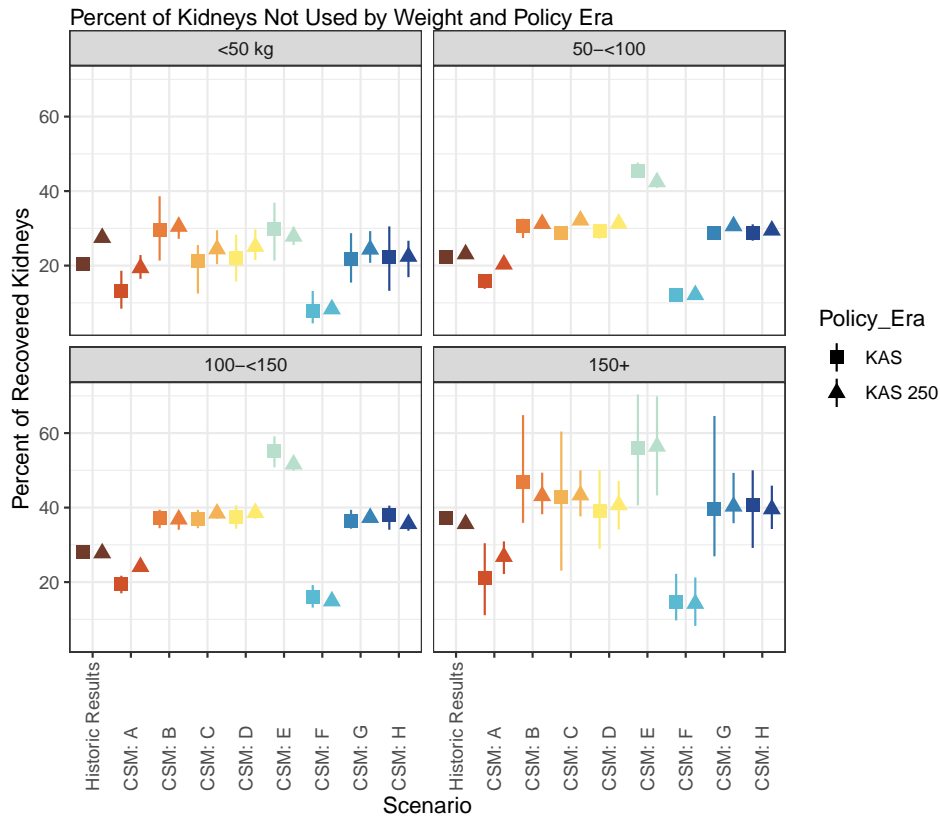 Percent of Kidneys Not Used by Weight and Policy Era
<50 kg
50−<100
60
40
20
100−<150
150+
60
40
20
Percent of Recovered Kidneys
Historic Results
CSM: A
CSM: B
CSM: C
CSM: D
CSM: E
CSM: F
CSM: G
CSM: H
Historic Results
CSM: A
CSM: B
CSM: C
CSM: D
CSM: E
CSM: F
CSM: G
CSM: H
Scenario
Policy_Era
KAS
KAS 250